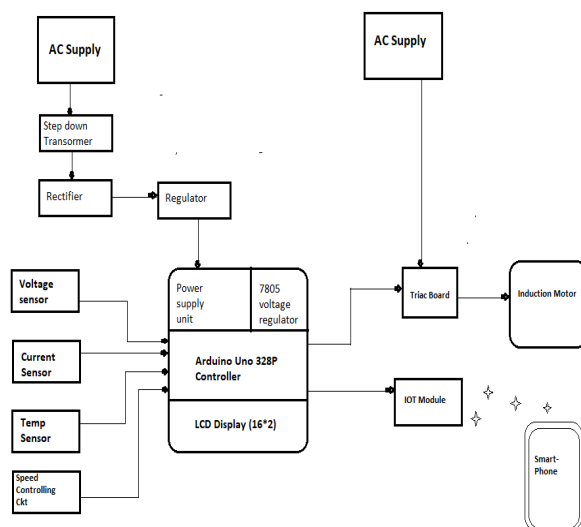 AC Supply
AC Supply
Step down
Transormer
Rectifier
Regulator
Power
supply
unit
7805
voltage
regulator
Voltage
sensor
Current
Sensor
Temp
Sensor
Speed
Controlling
Ckt
Arduino Uno 328P
Controller
LCD Display (16*2)
Triac Board
Induction Motor
IOT Module
Smart-
Phone